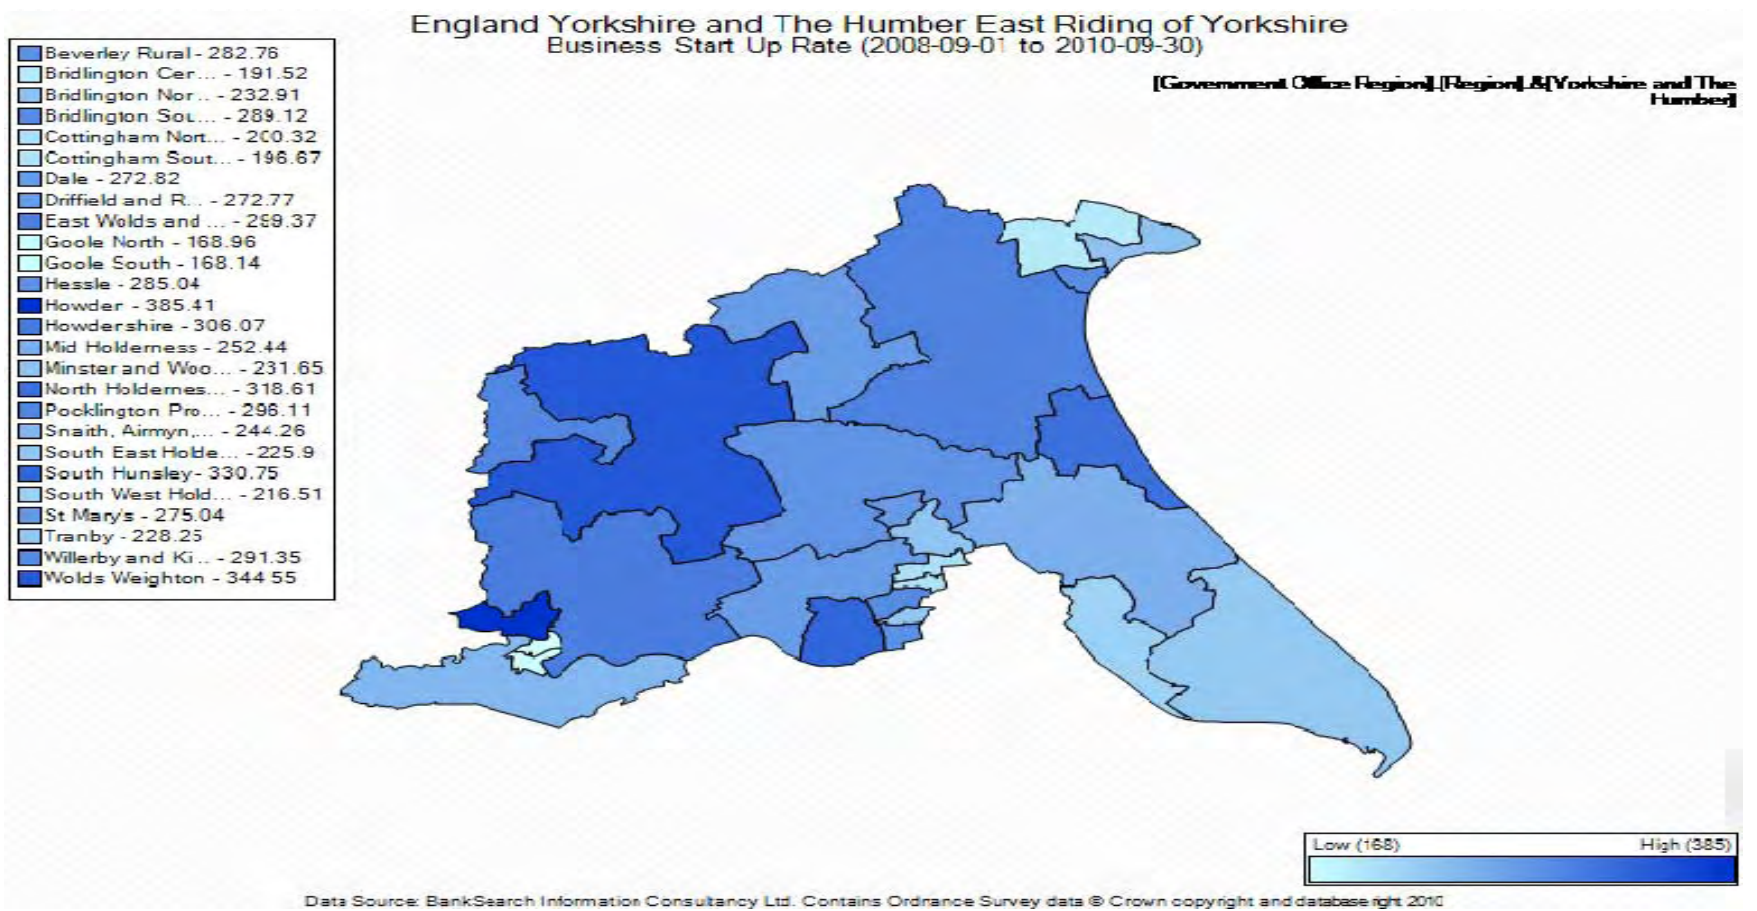 England Yorkshire and The Humber East Riding of Yorkshire
Business Start Up Rate (2008-09-01 to 2010-09-30)
[Government Office Region].[Region].&[Yorkshire and The
Humber]
Beverley Rural - 282.76
Bridlington Cer... - 191.52
Bridlington Nor... - 232.91
Bridlington Sou... - 289.12
Cottingham Nort... - 200.32
Cottingham Sout... - 196.67
Dale - 272.82
Driffield and R... - 272.77
East Wolds and ... - 299.37
Goole North - 168.96
Goole South - 168.14
Hessle - 285.04
Howder - 385.41
Howdershire - 306.07
Mid Holderness - 252.44
Minster and Woo... - 231.65
North Holdernes... - 318.61
Pocklington Pro... - 296.11
Snaith, Airmyn,... - 244.26
South East Holde... -225.9
South Hunsley- 330.75
South West Hold... - 216.51
St Mary's - 275.04
Tranby - 228.25
Willerby and Ki... - 291.35
Wolds Weighton - 344.55
Low (168) High (385)
Data Source: BankSearch Information Consultancy Ltd. Contains Ordnance Survey data © Crown copyright and database right 2010